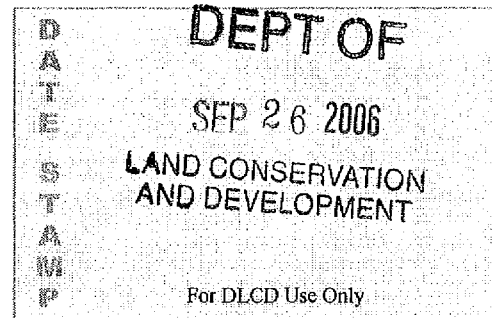 DATE STAMP
DEPT OF
SEP 26 2006
LAND CONSERVATION
AND DEVELOPMENT
For DLCD Use Only